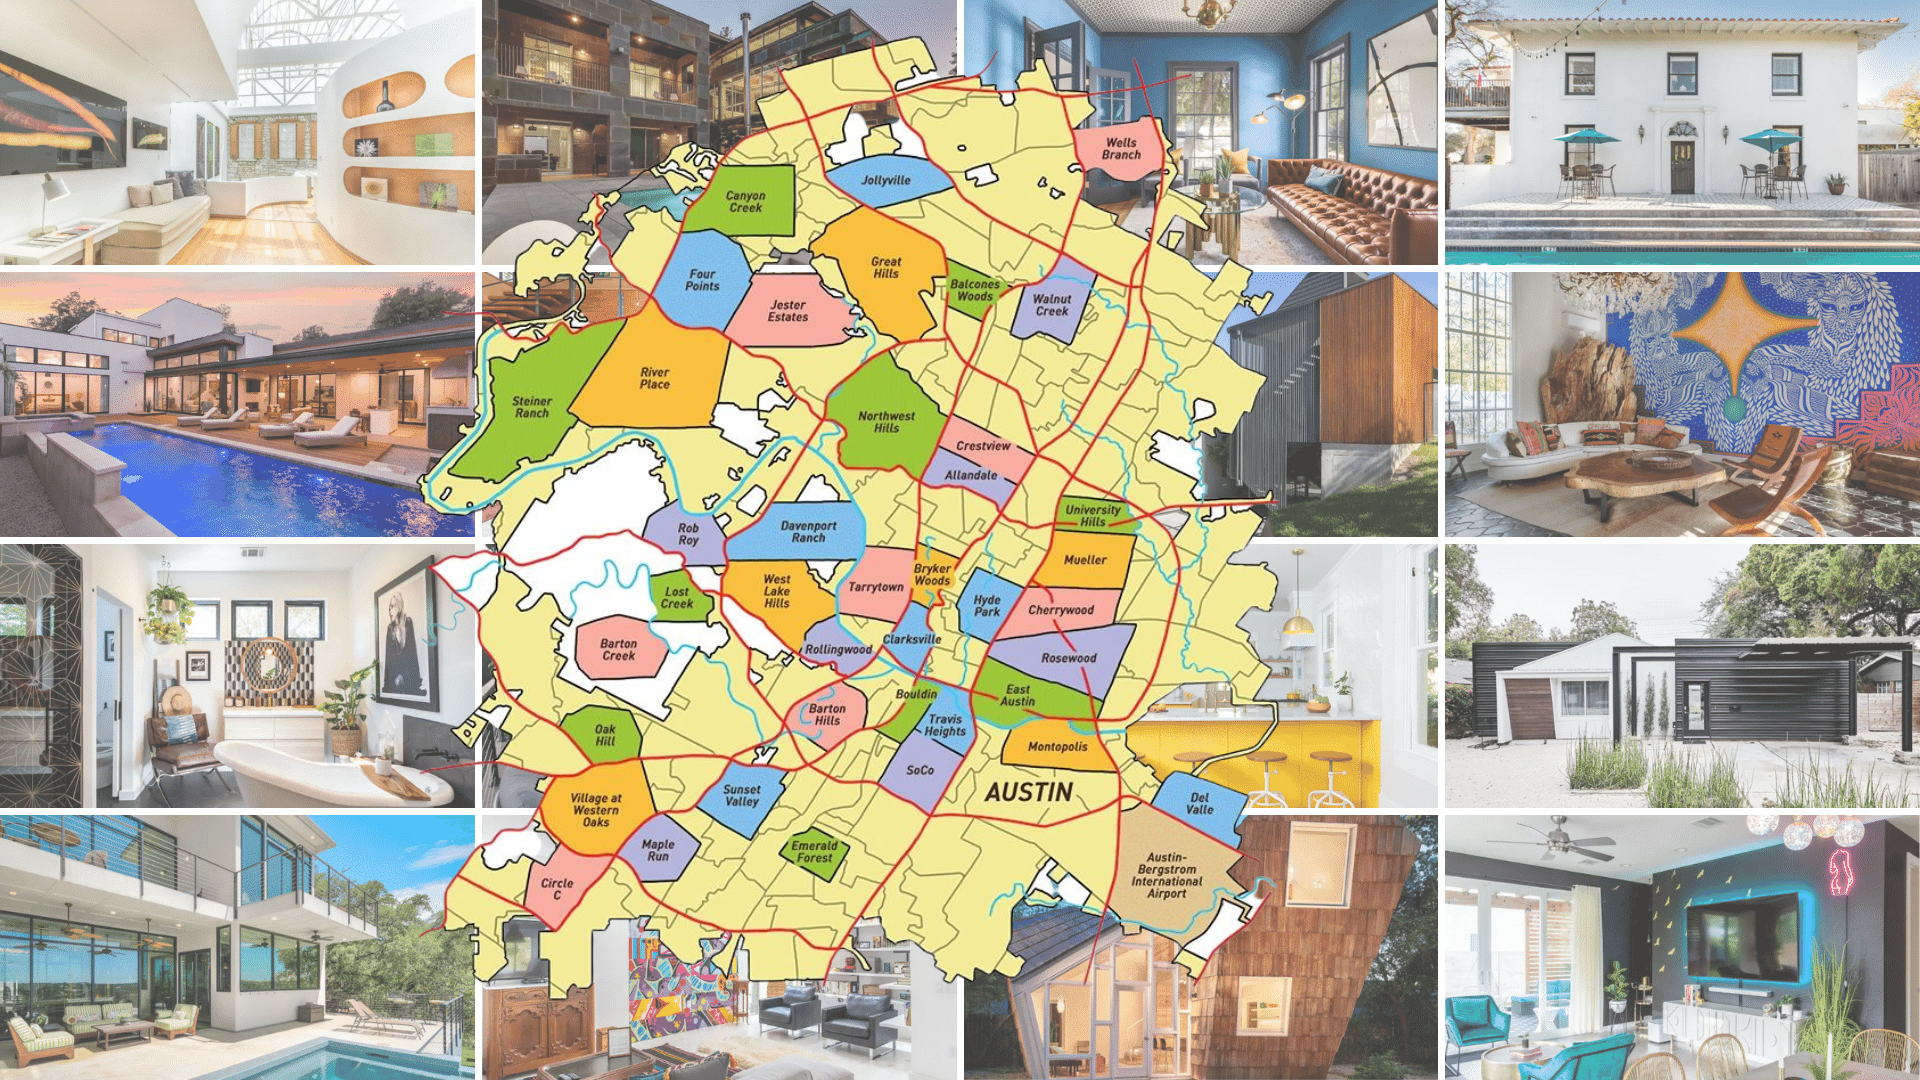 Wells
Branch
Jollyville
Canyon
Creek
Great
Hills
Four
Points
Balcones
Woods
Walnut
Creek
Jester
Estates
River
Place
Steiner
Ranch
Northwest
Hills
Crestview
Allandale
University
Hills
Rob
Roy
Davenport
Ranch
Mueller
Bryker
Woods
Tarrytown
West
Lake
Hills
Lost
Creek
Hyde
Park
Cherrywood
Clarksville
Rollingwood
Barton
Creek
Rosewood
East
Austin
Bouldin
Barton
Hills
Travis
Heights
Oak
Hill
Montopolis
SoCo
AUSTIN
Sunset
Valley
Del
Valle
Village at
Western
Oaks
Maple
Run
Emerald
Forest
Circle
C
Austin-
Bergstrom
International
Airport